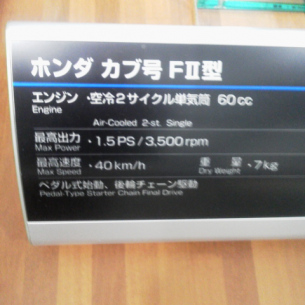 ホンダ カブ号 FⅡ型
エンジン ・空冷2サイクル単気筒 60cc
Engine
Air-Cooled 2-st. Single
最高出力 ・1.5PS/3,500rpm
Max Power
最高速度 ・40km/h 重量 ・7kg
Max Speed Dry Weight
ペダル式始動、後輪チェーン駆動
Pedal-Type Starter Chain Final Drive